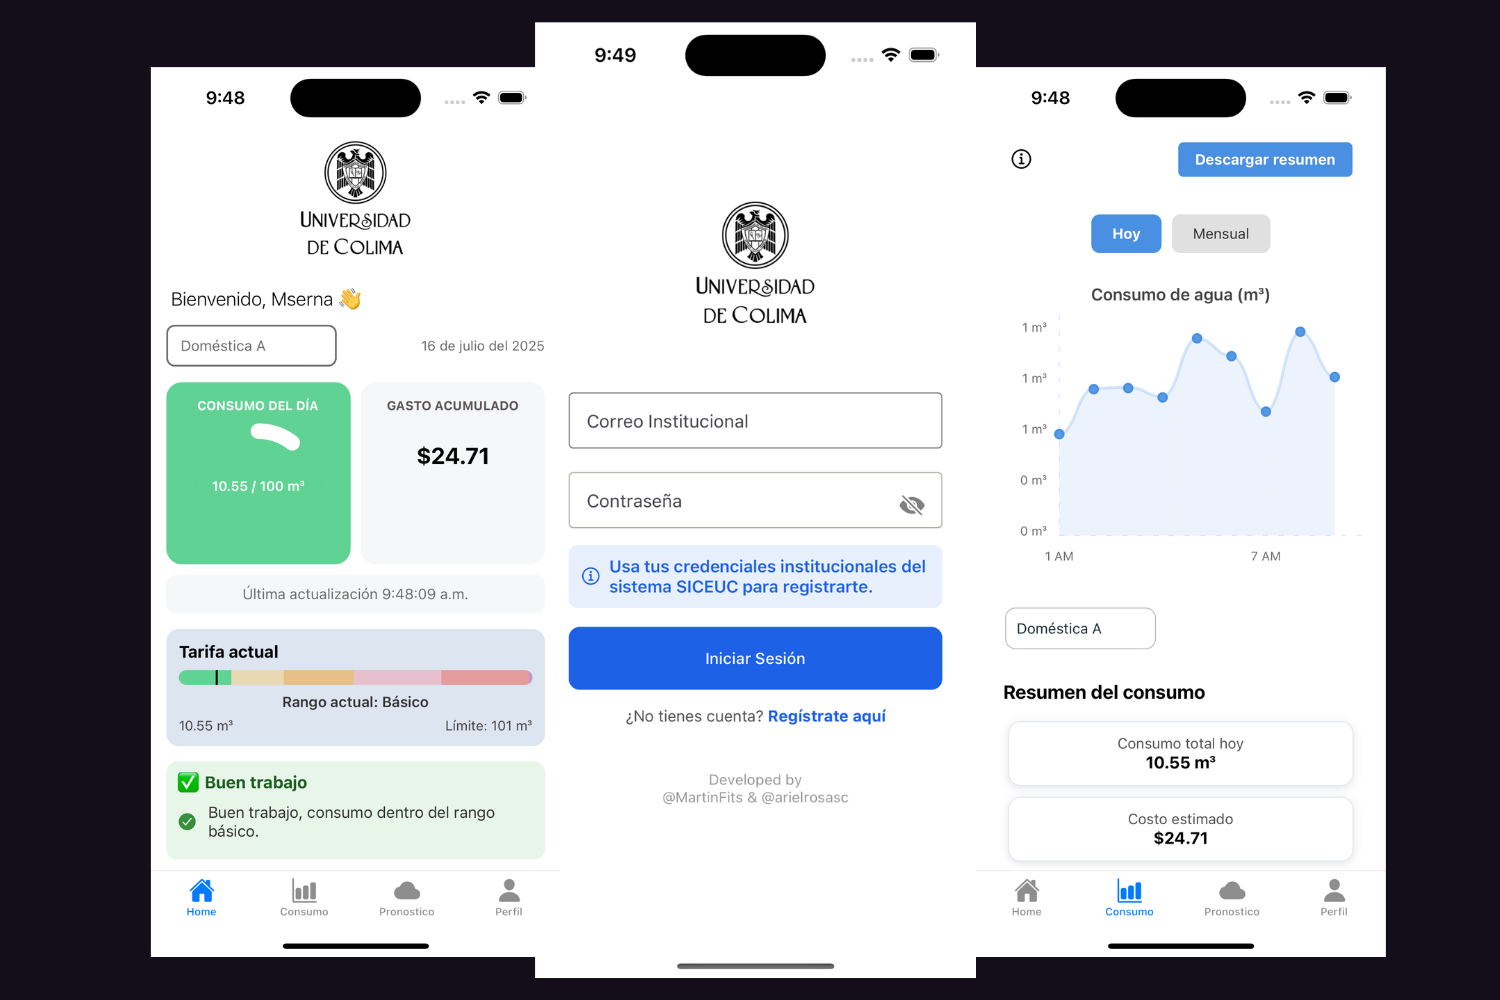 9:48
UNIVERSIDAD
DE COLIMA
Bienvenido, Mserna 👋
Doméstica A
16 de julio del 2025
CONSUMO DEL DÍA
10.55 / 100 m³
GASTO ACUMULADO
$24.71
Última actualización 9:48:09 a.m.
Tarifa actual
Rango actual: Básico
10.55 m³
Límite: 101 m³
✅ Buen trabajo
Buen trabajo, consumo dentro del rango
básico.
Home
Consumo
Pronostico
Perfil
9:49
UNIVERSIDAD
DE COLIMA
Correo Institucional
Contraseña
Usa tus credenciales institucionales del
sistema SICEUC para registrarte.
Iniciar Sesión
¿No tienes cuenta? Regístrate aquí
Developed by
@MartinFits & @arielrosasc
9:48
Descargar resumen
Hoy
Mensual
Consumo de agua (m³)
1 m³
1 m³
1 m³
0 m³
0 m³
1 AM
7 AM
Doméstica A
Resumen del consumo
Consumo total hoy
10.55 m³
Costo estimado
$24.71
Home
Consumo
Pronostico
Perfil